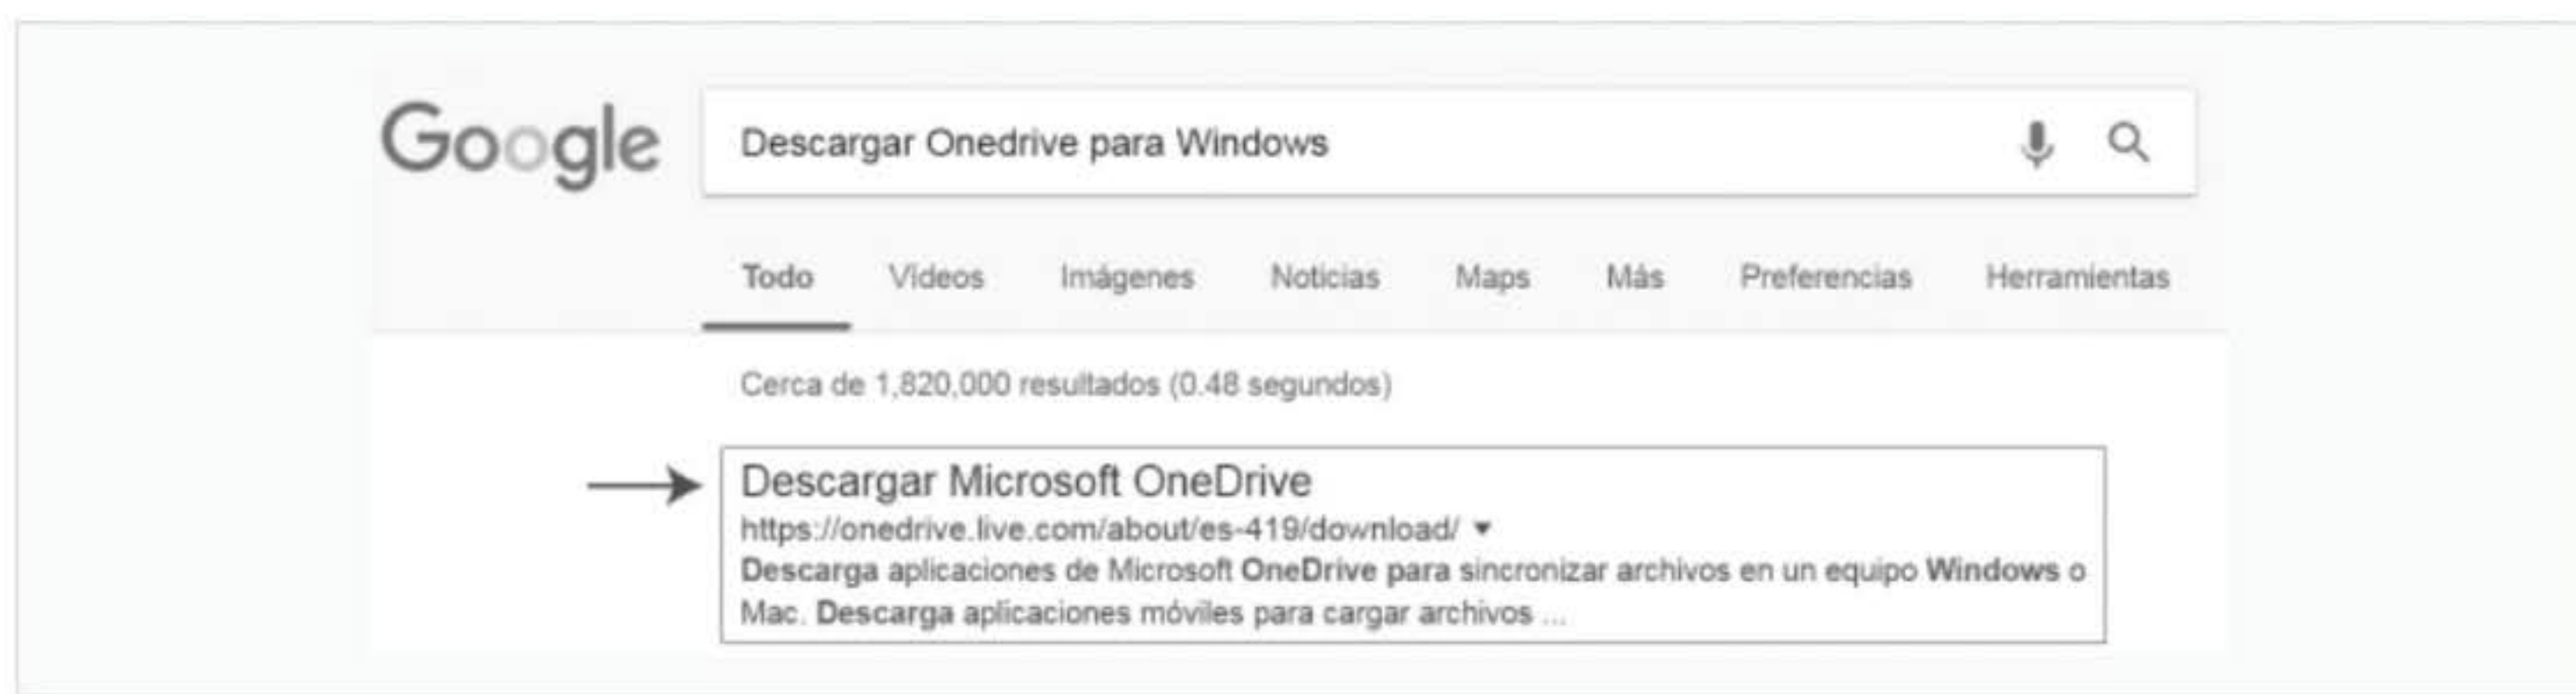 Google
Descargar Onedrive para Windows
Todo Vídeos Imágenes Noticias Maps Más Preferencias Herramientas
Cerca de 1,820,000 resultados (0.48 segundos)
Descargar Microsoft OneDrive
https://onedrive.live.com/about/es-419/download/
Descarga aplicaciones de Microsoft OneDrive para sincronizar archivos en un equipo Windows o
Mac. Descarga aplicaciones móviles para cargar archivos ...